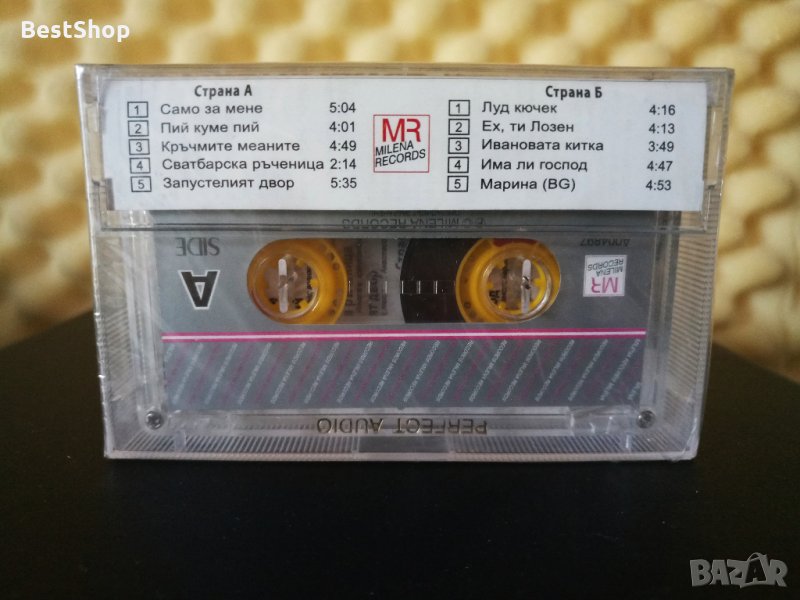 BestShop
Страна А
1 Само за мене 5:04
2 Пий куме пий 4:01
3 Кръчмите меаните 4:49
4 Сватбарска ръченица 2:14
5 Запустелият двор 5:35
MR
MILENA
RECORDS
Страна Б
1 Луд кючек 4:16
2 Ех, ти Лозен 4:13
3 Ивановата китка 3:49
4 Има ли господ 4:47
5 Марина (BG) 4:53
MILENA RECORDS
SIDE
A
MR
MILENA
RECORDS
PERFECT AUDIO
BAZAR